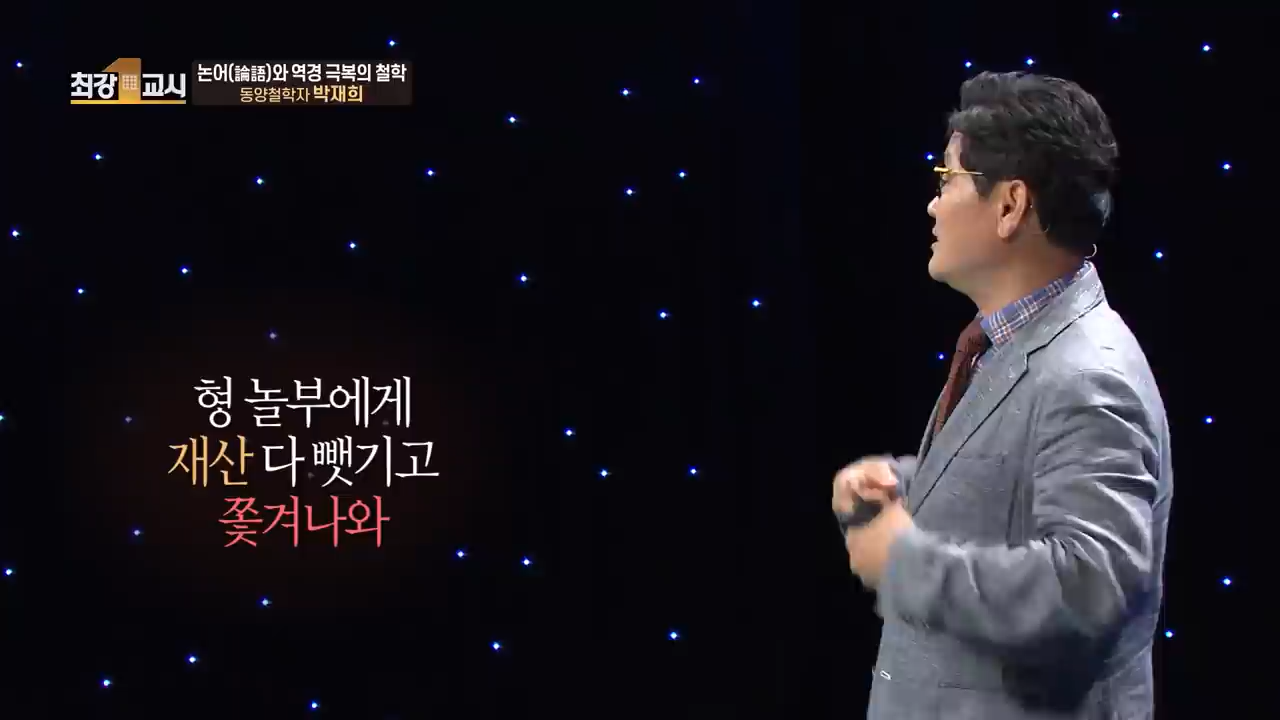 최강1교시
논어(論語)와 역경 극복의 철학
동양철학자 박재희
형 놀부에게
재산 다 뺏기고
쫓겨나와